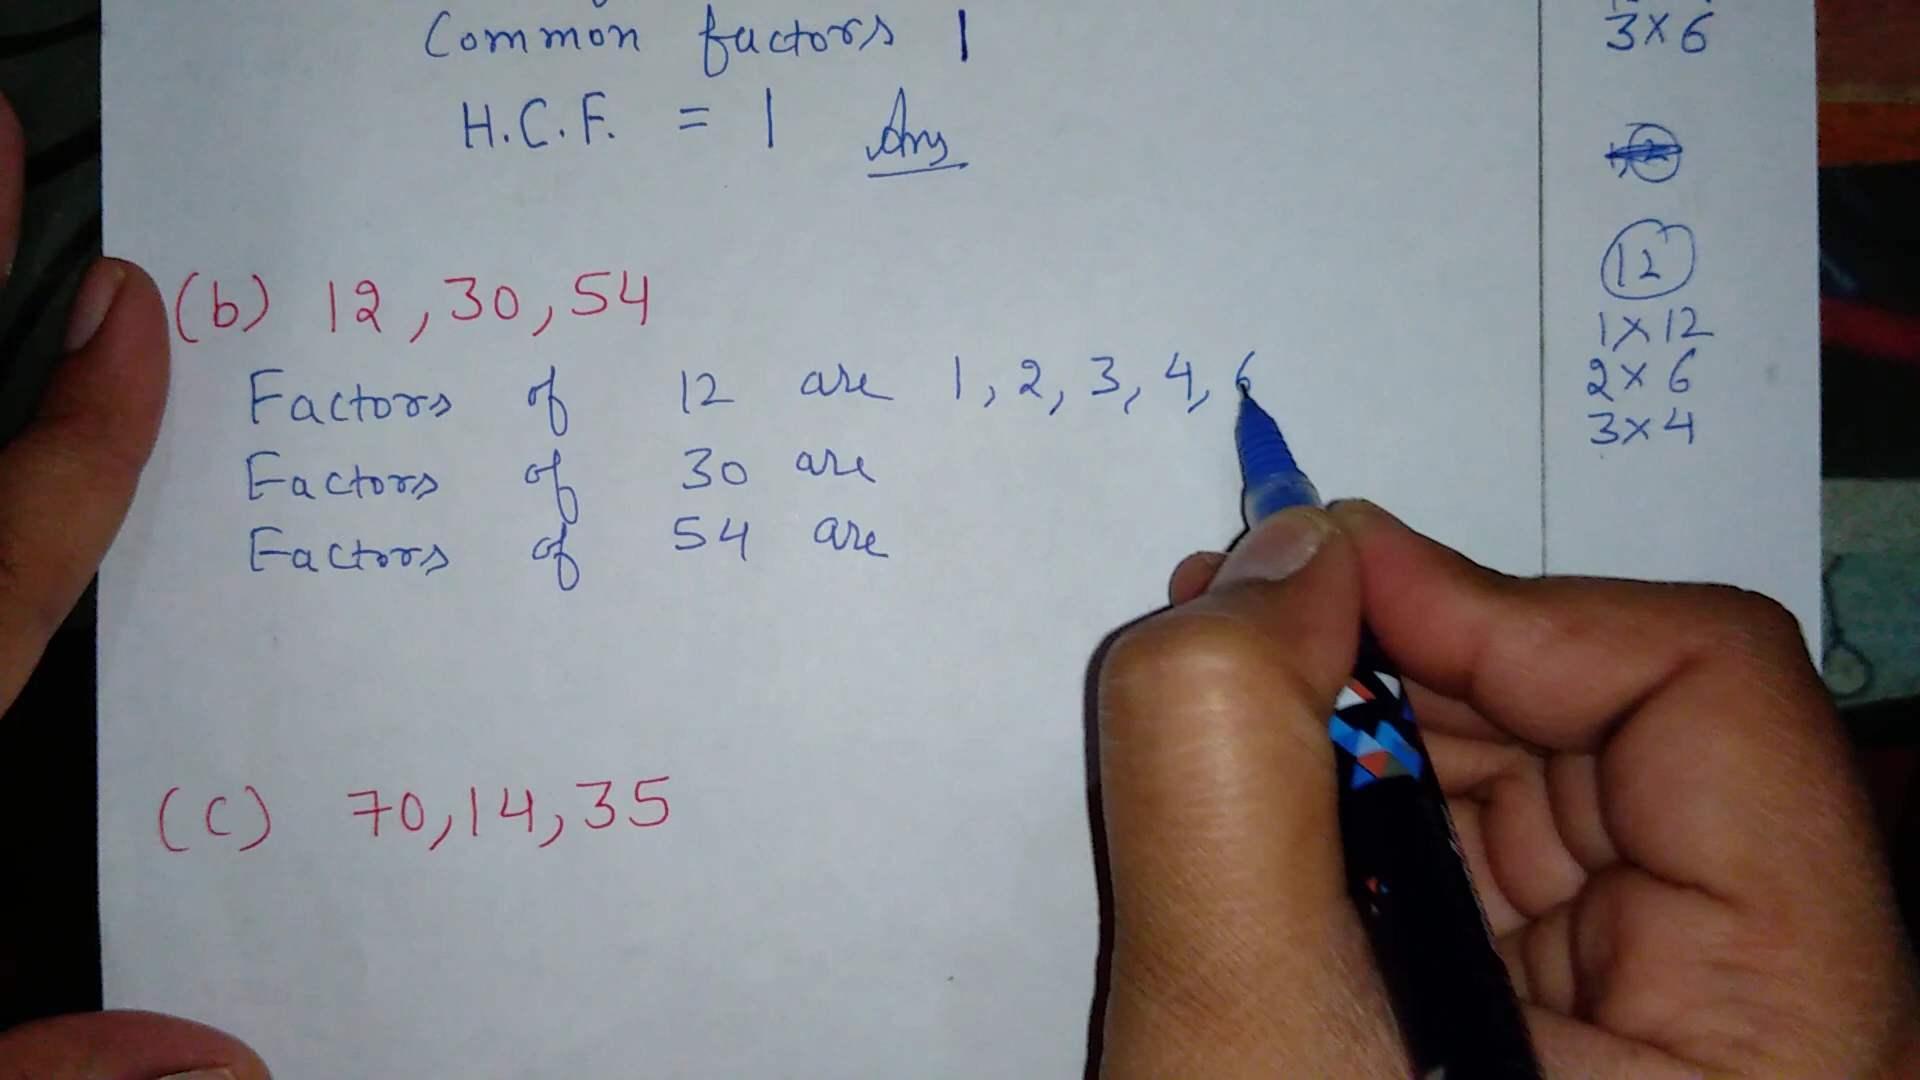 Common factors 1
H.C.F. = 1 Ans
(b) 12, 30, 54
Factors of 12 are 1, 2, 3, 4, 6
Factors of 30 are
Factors of 54 are
(c) 70, 14, 35
3 × 6
12
1 × 12
2 × 6
3 × 4